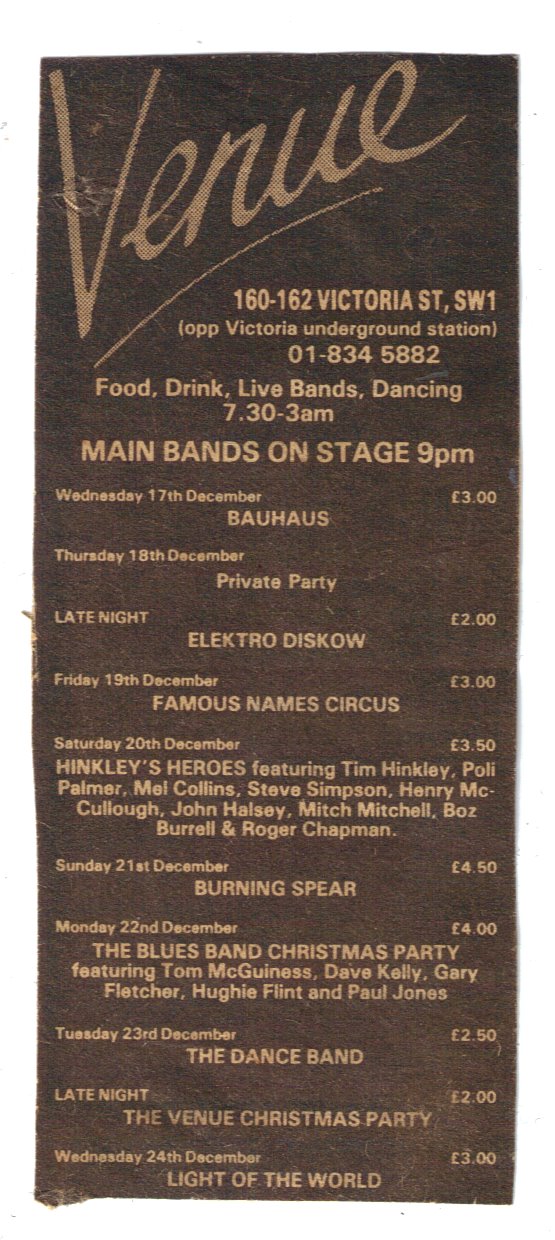 Venue
160-162 VICTORIA ST, SW1
(opp Victoria underground station)
01-834 5882
Food, Drink, Live Bands, Dancing
7.30-3am
MAIN BANDS ON STAGE 9pm
Wednesday 17th December £3.00
BAUHAUS
Thursday 18th December
Private Party
LATE NIGHT £2.00
ELEKTRO DISKOW
Friday 19th December £3.00
FAMOUS NAMES CIRCUS
Saturday 20th December £3.50
HINKLEY'S HEROES featuring Tim Hinkley, Poli
Palmer, Mel Collins, Steve Simpson, Henry Mc-
Cullough, John Halsey, Mitch Mitchell, Boz
Burrell & Roger Chapman.
Sunday 21st December £4.50
BURNING SPEAR
Monday 22nd December £4.00
THE BLUES BAND CHRISTMAS PARTY
featuring Tom McGuiness, Dave Kelly, Gary
Fletcher, Hughie Flint and Paul Jones
Tuesday 23rd December £2.50
THE DANCE BAND
LATE NIGHT £2.00
THE VENUE CHRISTMAS PARTY
Wednesday 24th December £3.00
LIGHT OF THE WORLD